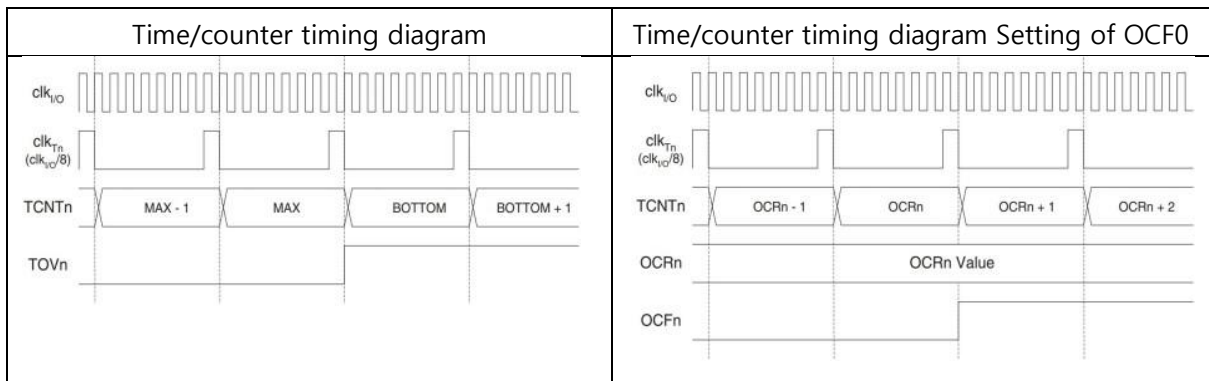 Time/counter timing diagram
Time/counter timing diagram Setting of OCF0
clkI/O
clkTn
(clkI/O/8)
TCNTn
MAX - 1
MAX
BOTTOM
BOTTOM + 1
TOVn
clkI/O
clkTn
(clkI/O/8)
TCNTn
OCRn - 1
OCRn
OCRn + 1
OCRn + 2
OCRn
OCRn Value
OCFn